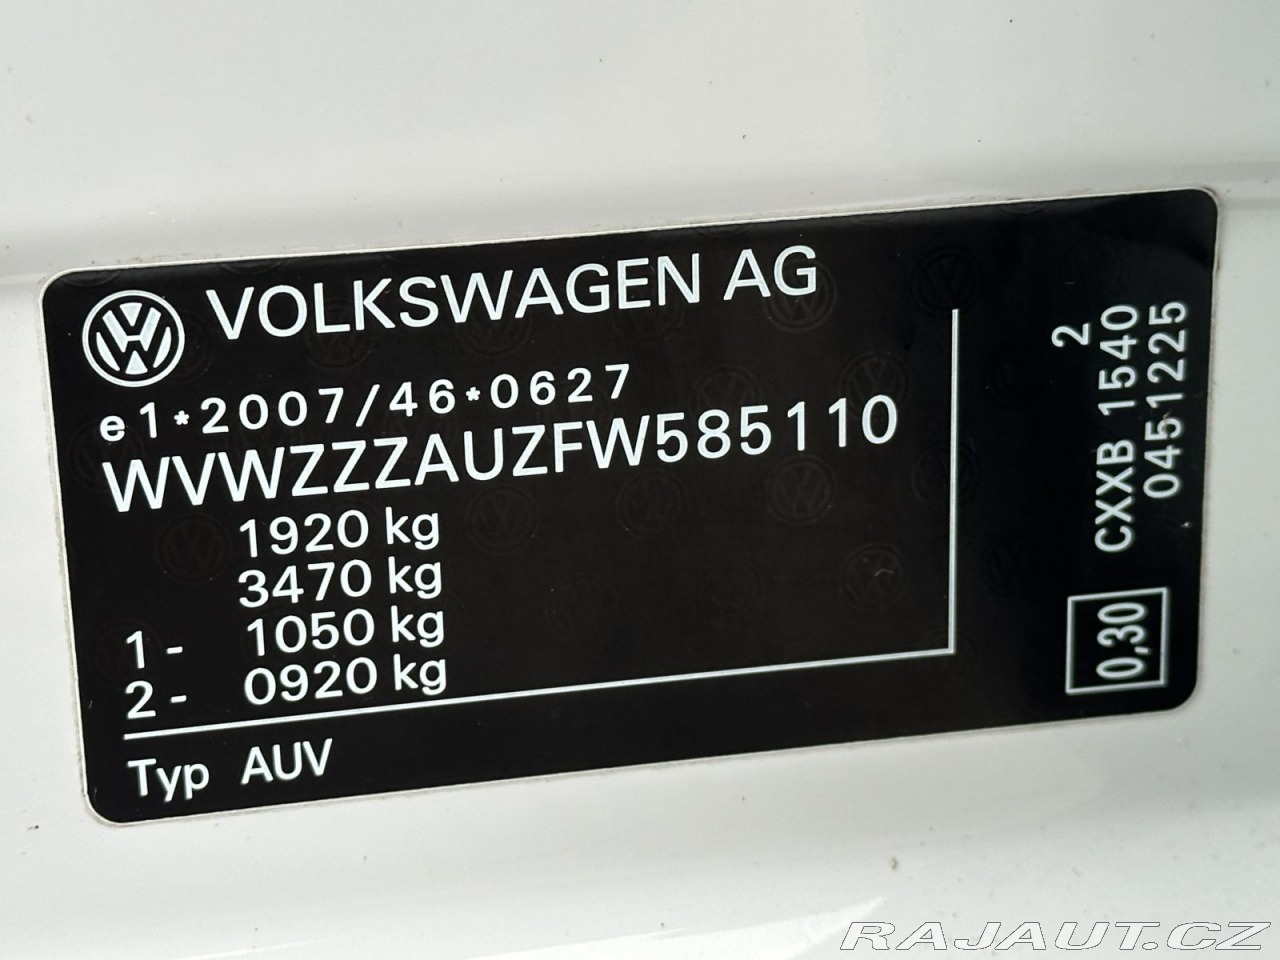 VOLKSWAGEN AG
e1*2007/46*0627
WVWZZZAUZFW585110
1920 kg
3470 kg
1- 1050 kg
2- 0920 kg
Typ AUV
2
CXXB 1540
0451225
0,30
RAJAUT.CZ